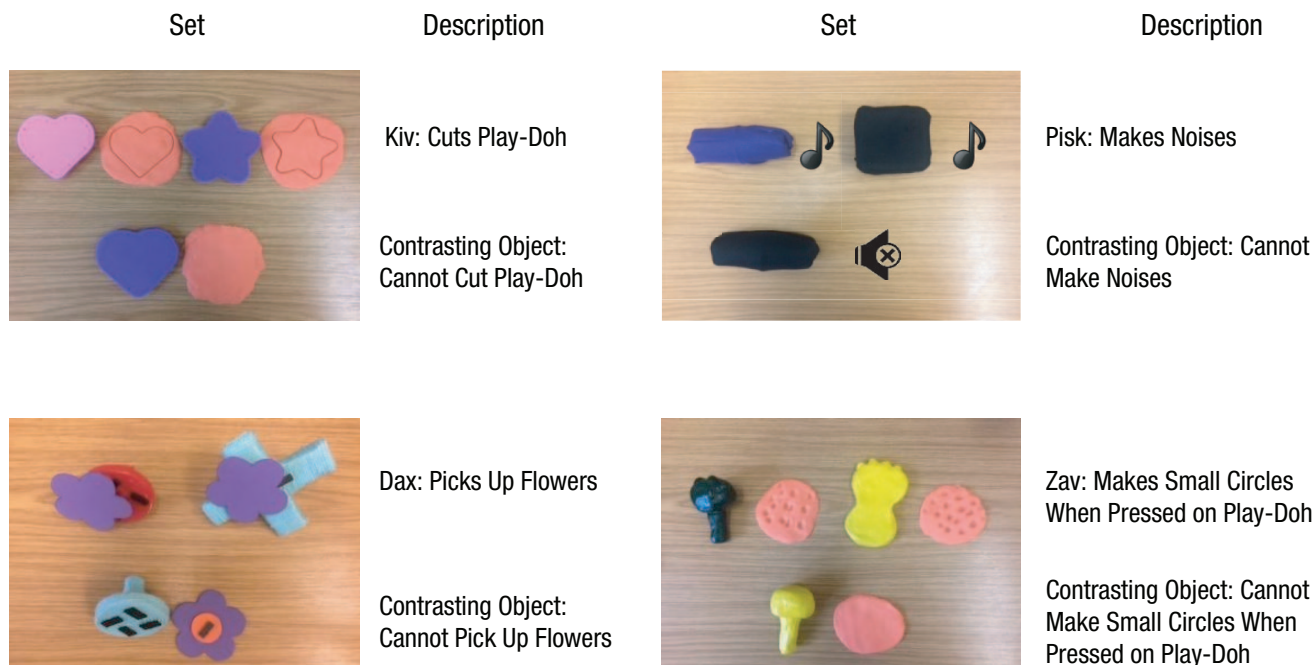 Set
Description
Set
Description
Kiv: Cuts Play-Doh
Contrasting Object:
Cannot Cut Play-Doh
Pisk: Makes Noises
Contrasting Object: Cannot
Make Noises
Dax: Picks Up Flowers
Contrasting Object:
Cannot Pick Up Flowers
Zav: Makes Small Circles
When Pressed on Play-Doh
Contrasting Object: Cannot
Make Small Circles When
Pressed on Play-Doh